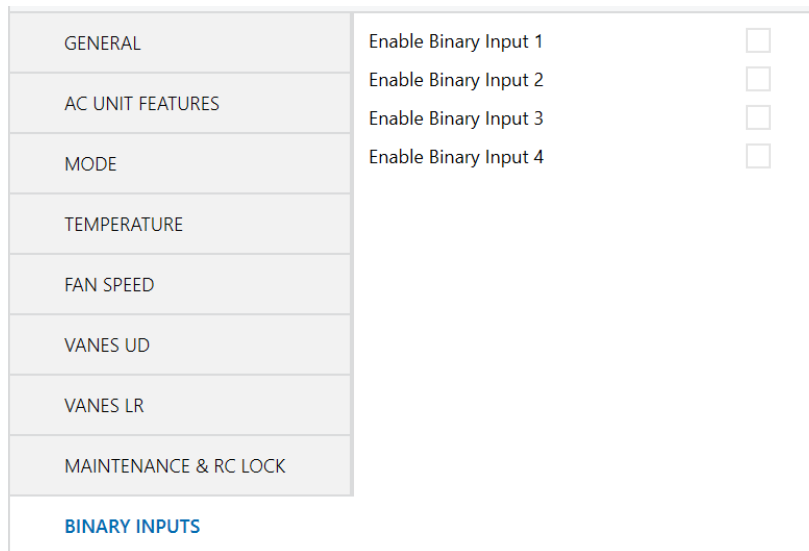 GENERAL
AC UNIT FEATURES
MODE
TEMPERATURE
FAN SPEED
VANES UD
VANES LR
MAINTENANCE & RC LOCK
BINARY INPUTS
Enable Binary Input 1
Enable Binary Input 2
Enable Binary Input 3
Enable Binary Input 4